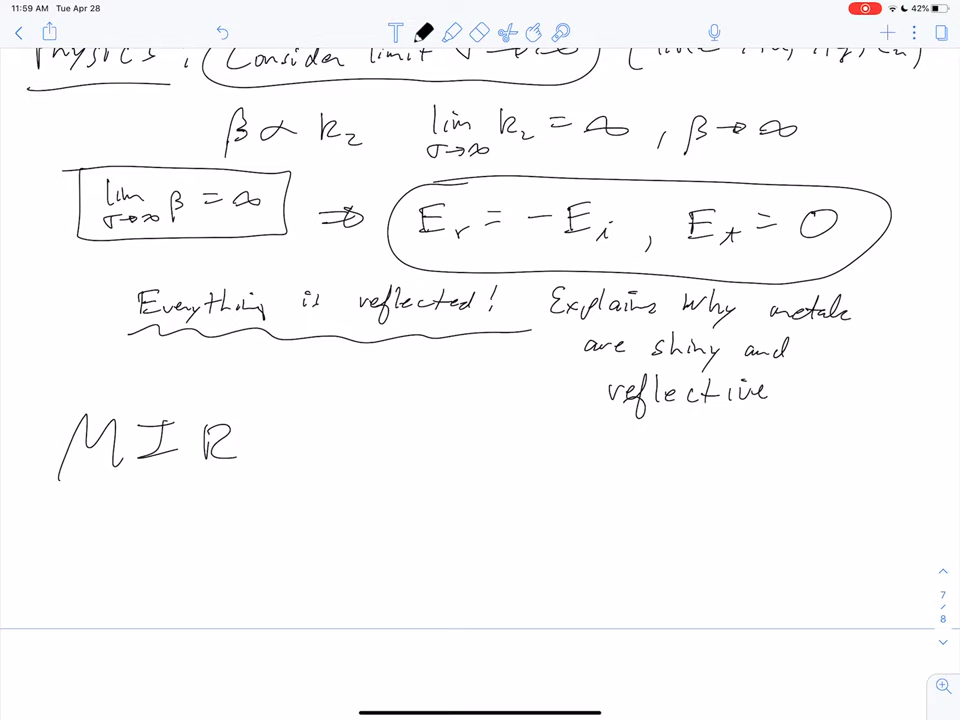 11:59 AM Tue Apr 28 42%
Physics : Consider limit σ → ∞
β ∝ k₂ lim σ→∞ k₂ = ∞ , β → ∞
lim σ→∞ β = ∞ ⇒ E_r = - E_i , E_t = 0
Everything is reflected! Explains why metals
are shiny and
reflective
MIR
7
/
8